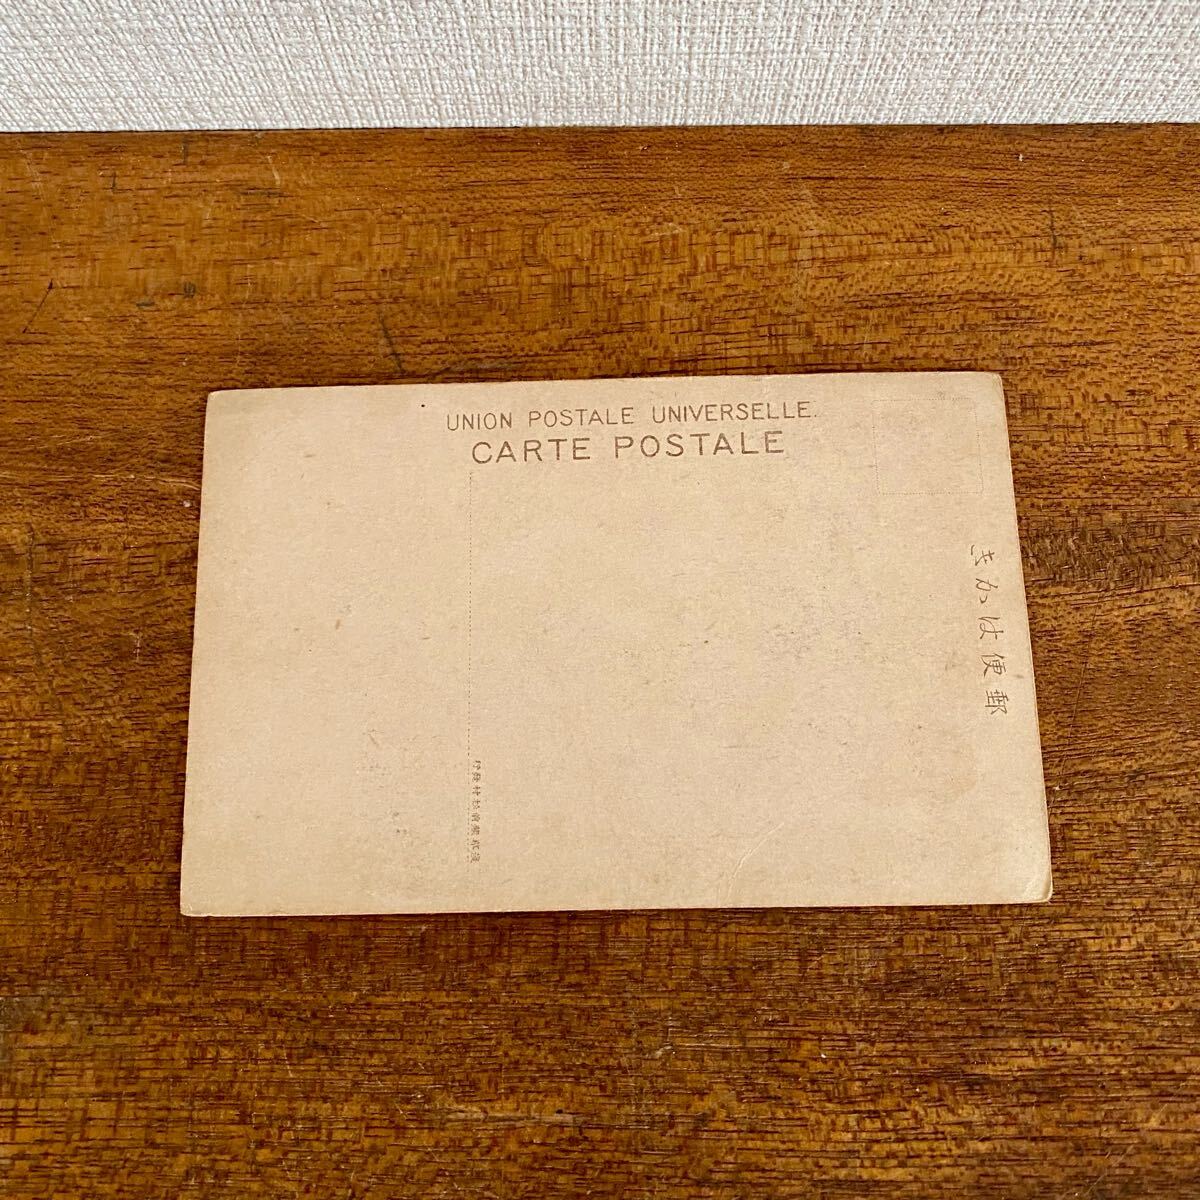 UNION POSTALE UNIVERSELLE.
CARTE POSTALE
きかは便郵